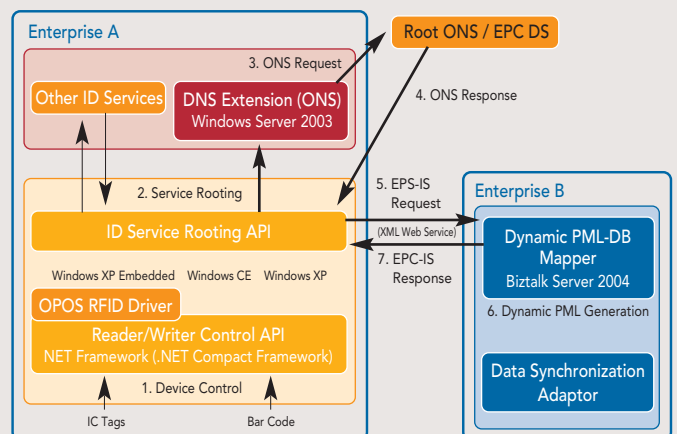 Enterprise A
Root ONS / EPC DS
3. ONS Request
Other ID Services
DNS Extension (ONS)
Windows Server 2003
4. ONS Response
2. Service Rooting
ID Service Rooting API
5. EPS-IS
Request
(XML Web Service)
7. EPC-IS
Response
Enterprise B
Dynamic PML-DB
Mapper
Biztalk Server 2004
6. Dynamic PML Generation
Data Synchronization
Adaptor
Windows XP Embedded Windows CE Windows XP
OPOS RFID Driver
Reader/Writer Control API
NET Framework (.NET Compact Framework)
1. Device Control
IC Tags
Bar Code